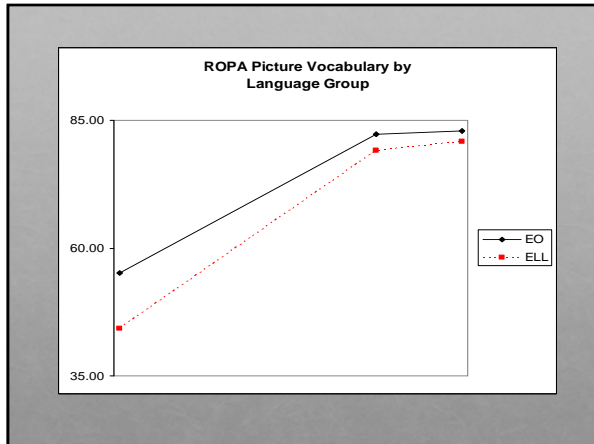 ROPA Picture Vocabulary by
Language Group
85.00
60.00
35.00
EO
ELL